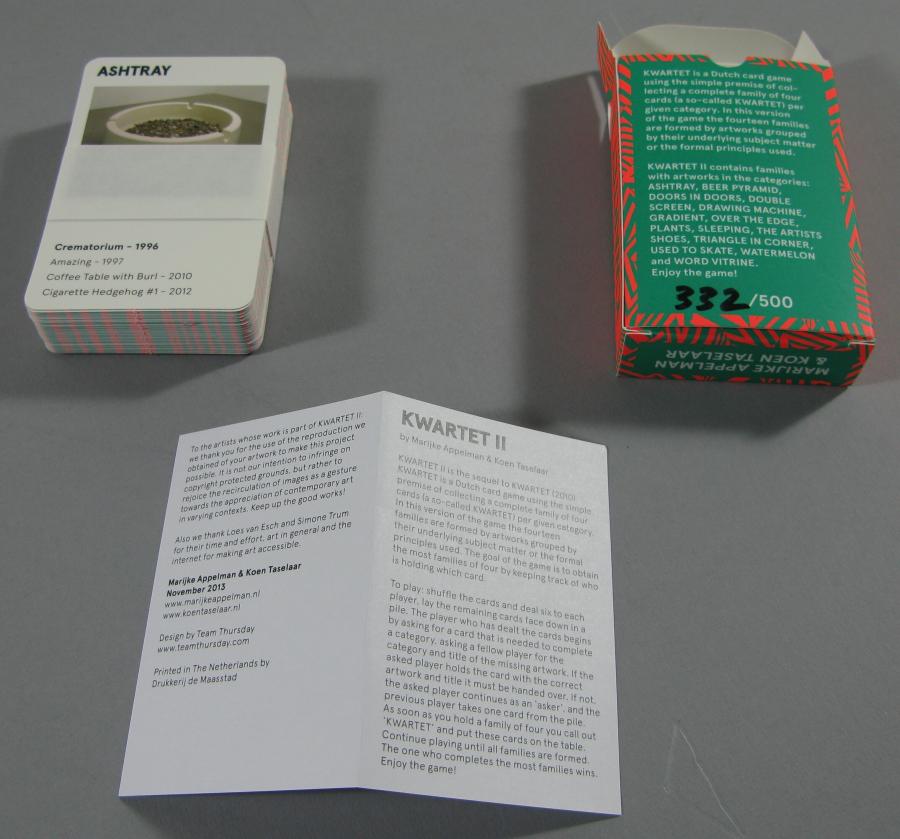 ASHTRAY
Crematorium - 1996
Amazing - 1997
Coffee Table with Burl - 2010
Cigarette Hedgehog #1 - 2012
KWARTET is a Dutch card game
using the simple premise of col-
lecting a complete family of four
cards (a so-called KWARTET) per
given category. In this version
of the game the fourteen families
are formed by artworks grouped
by their underlying subject matter
or the formal principles used.
KWARTET II contains families
with artworks in the categories:
ASHTRAY, BEER PYRAMID,
DOORS IN DOORS, DOUBLE
SCREEN, DRAWING MACHINE,
GRADIENT, OVER THE EDGE,
PLANTS, SLEEPING, THE ARTISTS
SHOES, TRIANGLE IN CORNER,
USED TO SKATE, WATERMELON
and WORD VITRINE.
Enjoy the game!
332/500
MARIJKE APPELMAN
& KOEN TASELAAR
To the artists whose work is part of KWARTET II:
we thank you for the use of the reproduction we
obtained of your artwork to make this project
possible. It is not our intention to infringe on
copyright protected grounds, but rather to
rejoice the recirculation of images as a gesture
towards the appreciation of contemporary art
in varying contexts. Keep up the good works!
Also we thank Loes van Esch and Simone Trum
for their time and effort, art in general and the
internet for making art accessible.
Marijke Appelman & Koen Taselaar
November 2013
www.marijkeappelman.nl
www.koentaselaar.nl
Design by Team Thursday
www.teamthursday.com
Printed in The Netherlands by
Drukkerij de Maasstad
KWARTET II
by Marijke Appelman & Koen Taselaar
KWARTET II is the sequel to KWARTET (2010).
KWARTET is a Dutch card game using the simple
premise of collecting a complete family of four
cards (a so-called KWARTET) per given category.
In this version of the game the fourteen
families are formed by artworks grouped by
their underlying subject matter or the formal
principles used. The goal of the game is to obtain
the most families of four by keeping track of who
is holding which card.
To play: shuffle the cards and deal six to each
player, lay the remaining cards face down in a
pile. The player who has dealt the cards begins
by asking for a card that is needed to complete
a category, asking a fellow player for the
category and title of the missing artwork. If the
asked player holds the card with the correct
artwork and title it must be handed over. If not,
the asked player continues as an 'asker', and the
previous player takes one card from the pile.
As soon as you hold a family of four you call out
'KWARTET' and put these cards on the table.
Continue playing until all families are formed.
The one who completes the most families wins.
Enjoy the game!